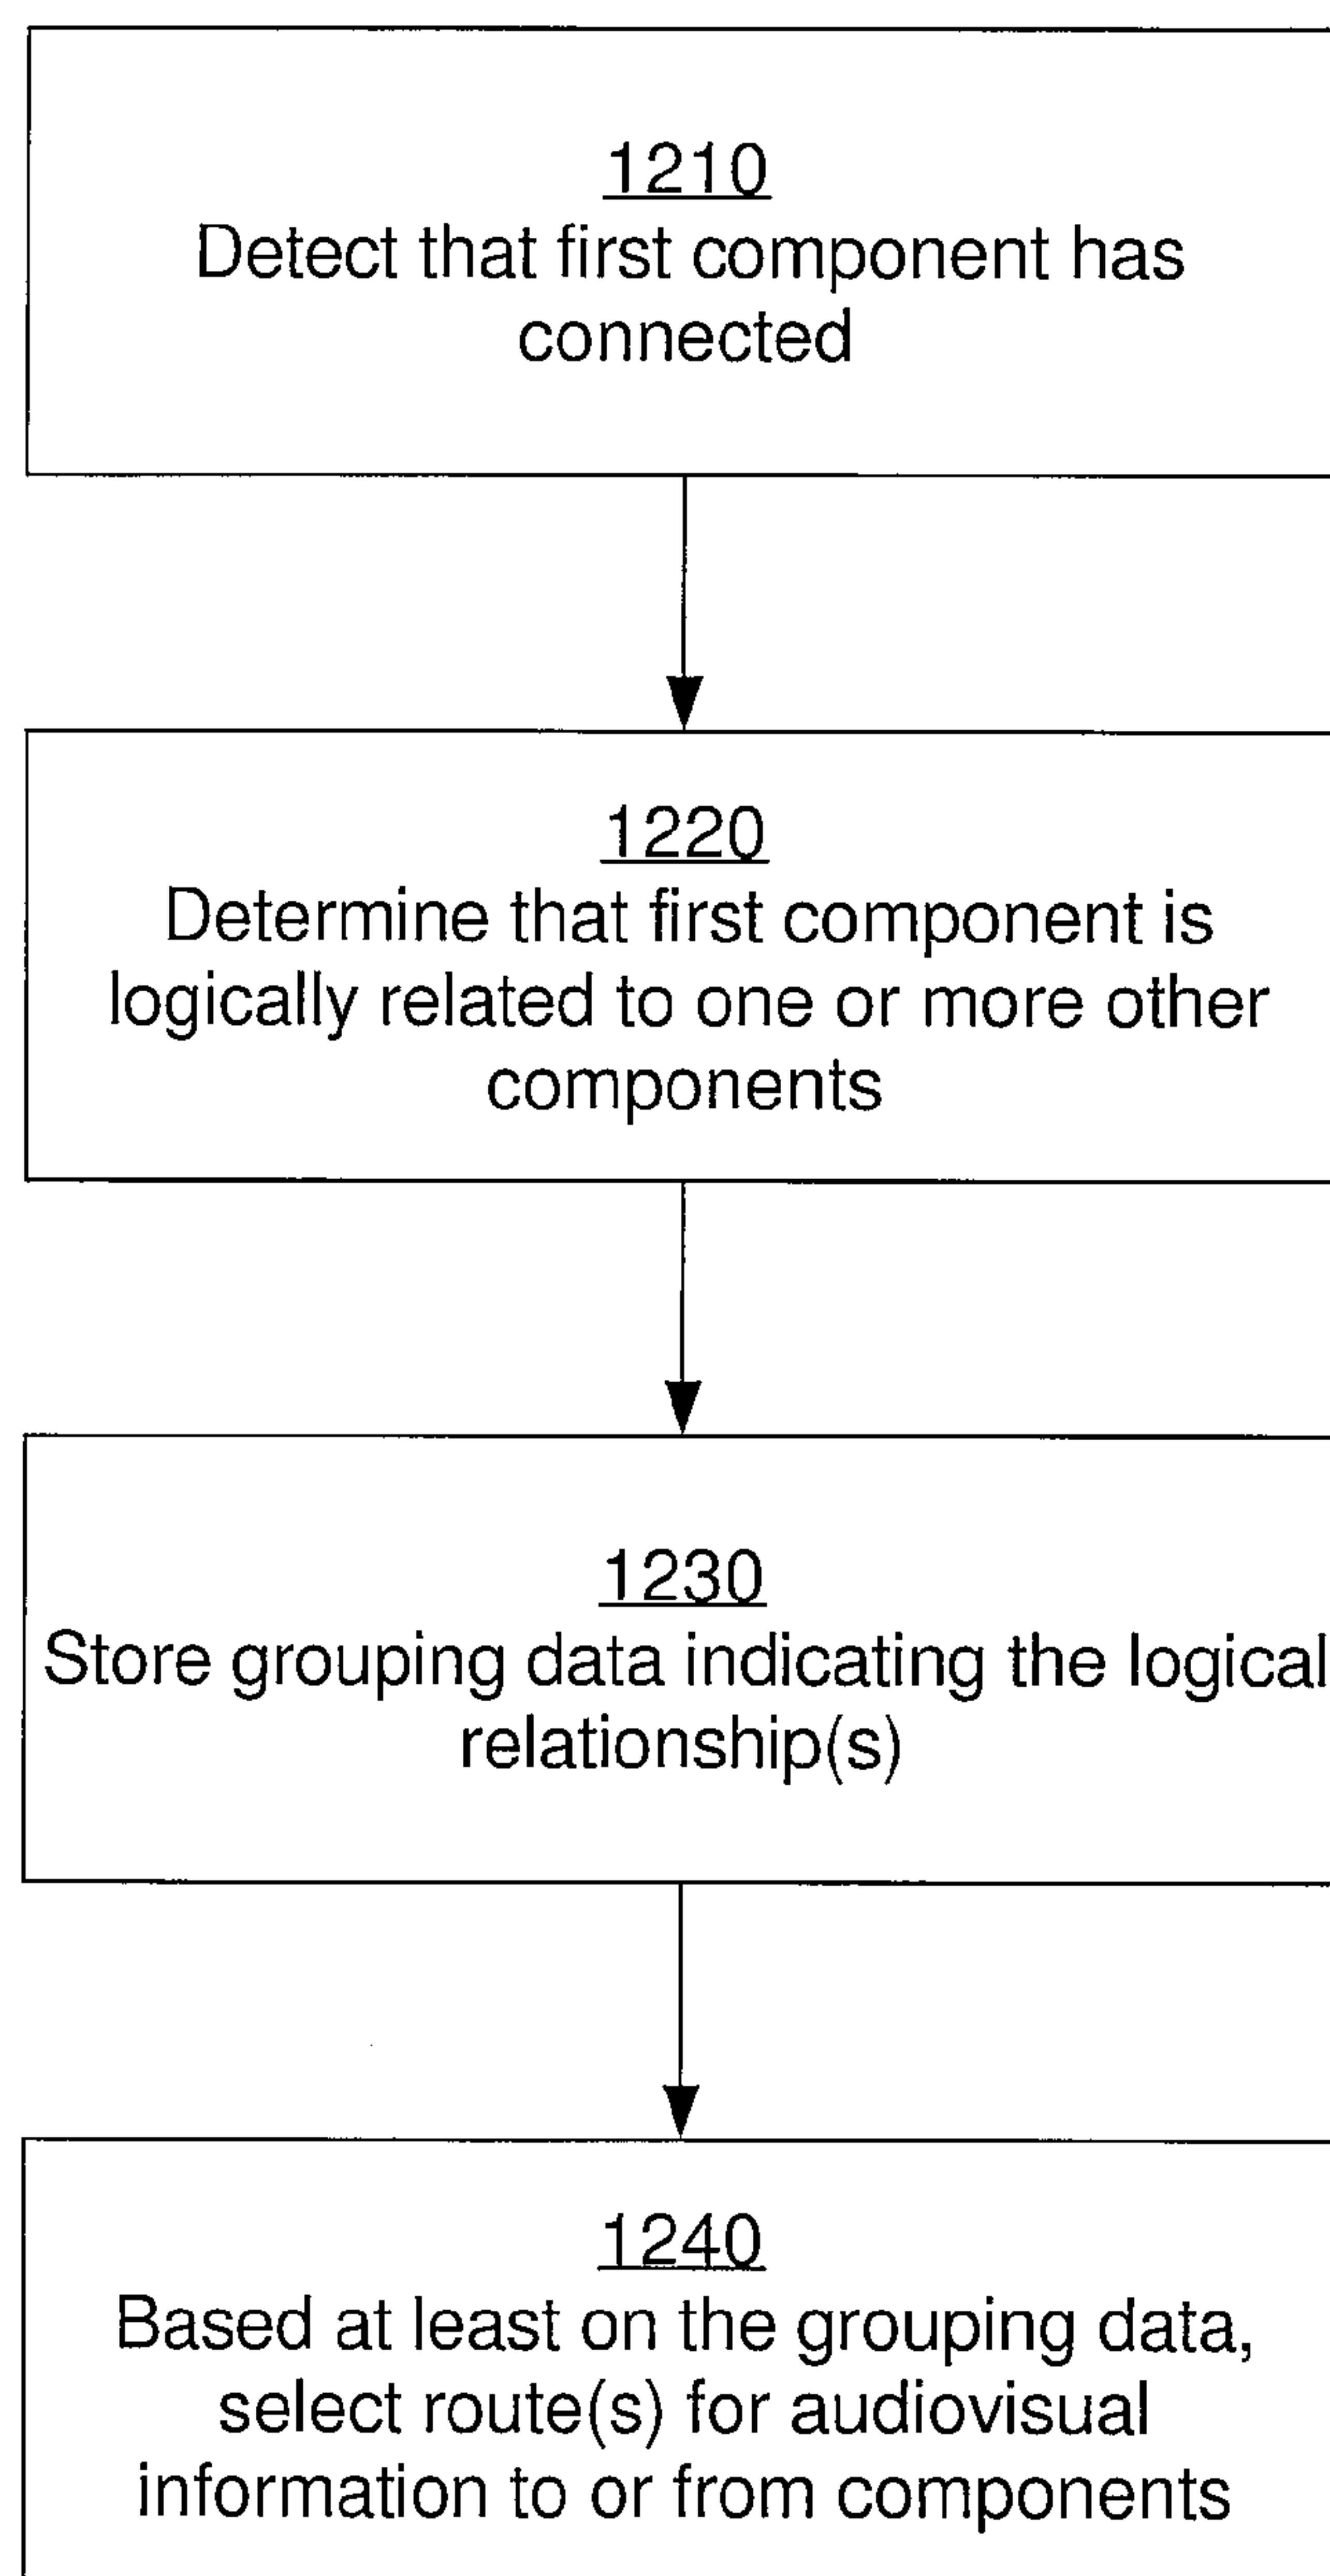 1210
Detect that first component has
connected
1220
Determine that first component is
logically related to one or more other
components
1230
Store grouping data indicating the logical
relationship(s)
1240
Based at least on the grouping data,
select route(s) for audiovisual
information to or from components